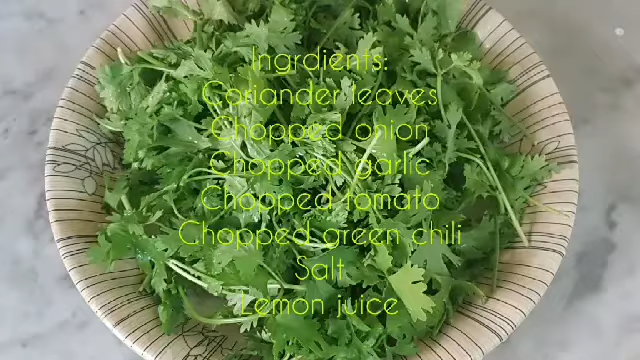 Ingrdients:
Coriander leaves
Chopped onion
Chopped garlic
Chopped tomato
Chopped green chili
Salt
Lemon juice